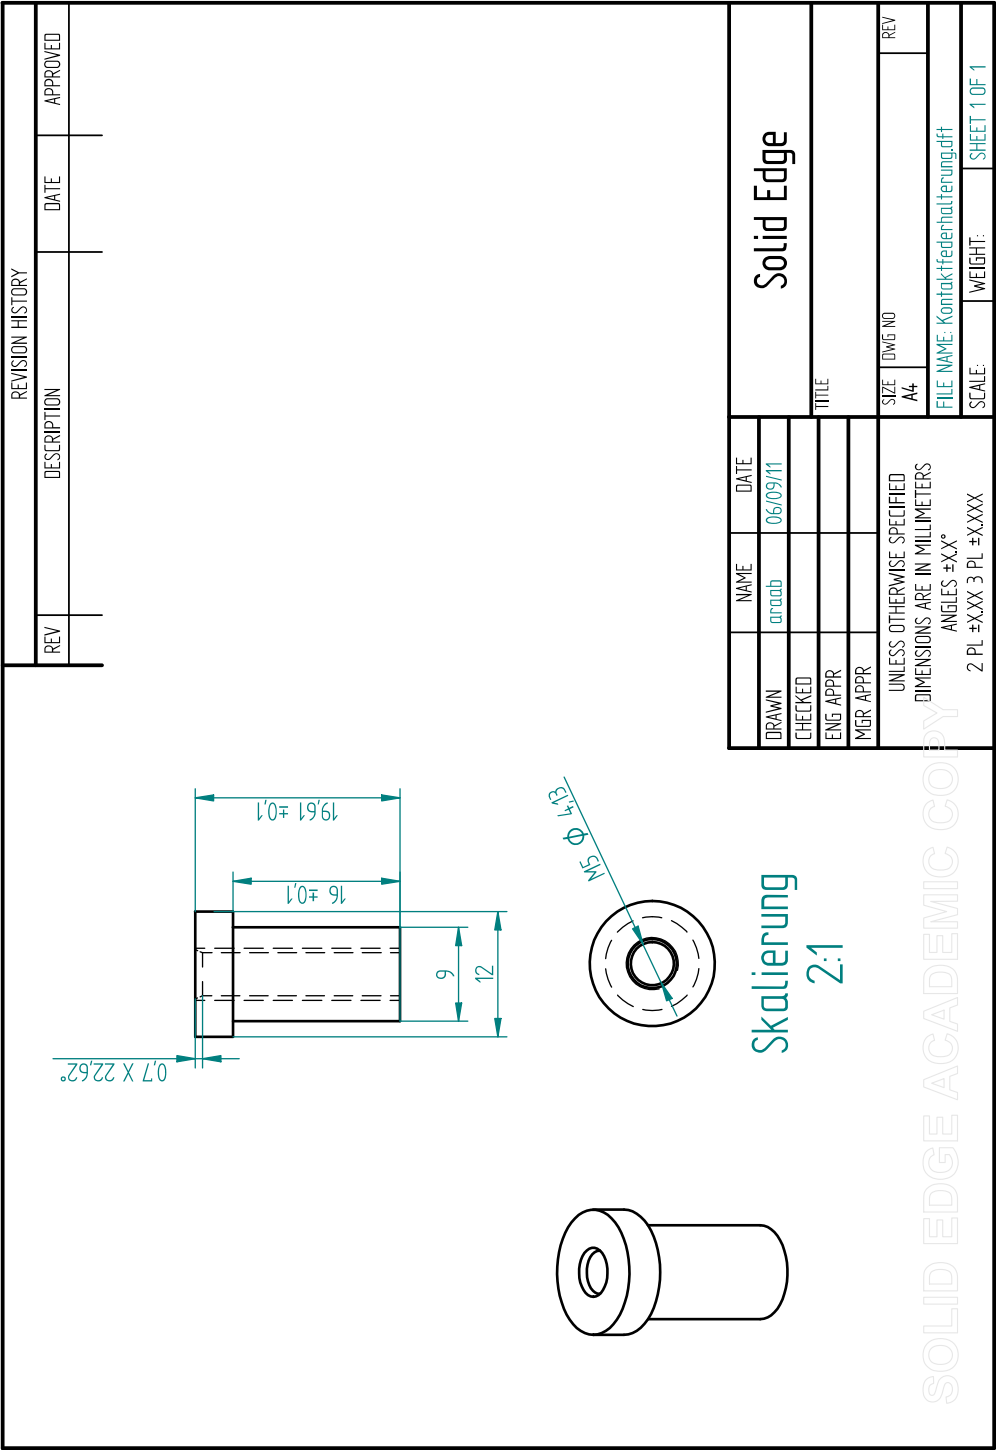 REVISION HISTORY
REV DESCRIPTION DATE APPROVED
0,7 X 22,62°
19,61 ±0,1
16 ±0,1
9
12
M5 ϕ 4,13
Skalierung
2:1
NAME DATE
DRAWN araab 06/09/11
CHECKED
ENG APPR
MGR APPR
UNLESS OTHERWISE SPECIFIED
DIMENSIONS ARE IN MILLIMETERS
ANGLES ±X.X°
2 PL ±X.XX 3 PL ±X.XXX
Solid Edge
TITLE
SIZE DWG NO REV
A4
FILE NAME: Kontaktfederhalterung.dft
SCALE: WEIGHT: SHEET 1 OF 1
SOLID EDGE ACADEMIC COPY